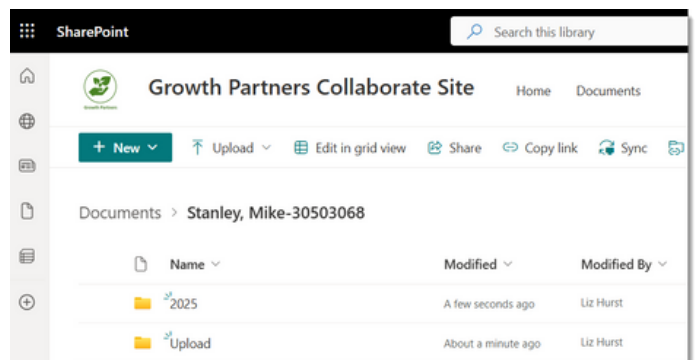 SharePoint Search this library
Growth Partners
Growth Partners Collaborate Site Home Documents
New Upload Edit in grid view Share Copy link Sync
Documents > Stanley, Mike-30503068
Name Modified Modified By
2025 A few seconds ago Liz Hurst
Upload About a minute ago Liz Hurst